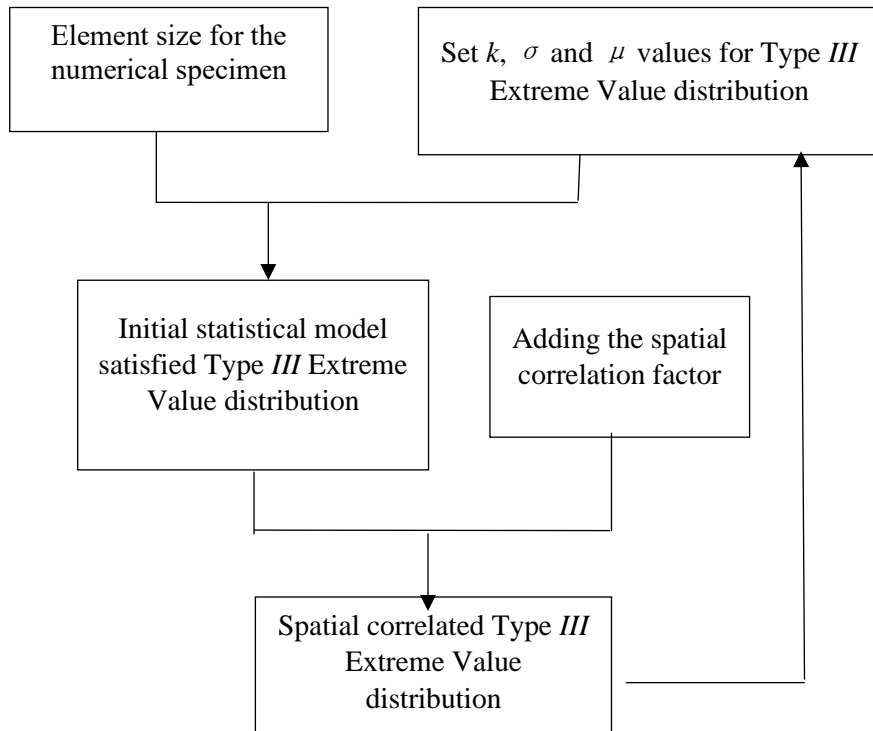 Element size for the
numerical specimen
Set k, σ and μ values for Type III
Extreme Value distribution
Initial statistical model
satisfied Type III Extreme
Value distribution
Adding the spatial
correlation factor
Spatial correlated Type III
Extreme Value
distribution